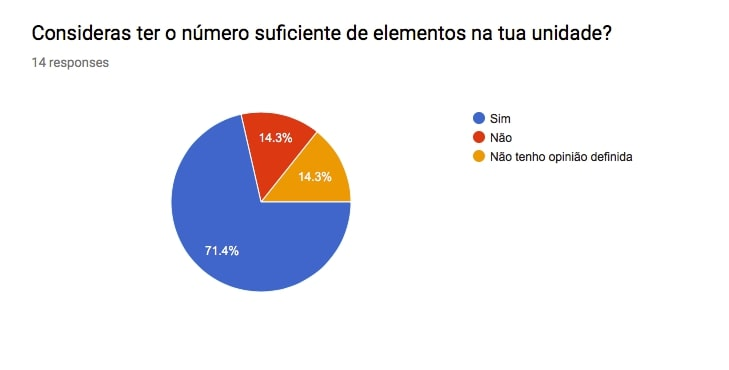 Consideras ter o número suficiente de elementos na tua unidade?
14 responses
Sim
Não
Não tenho opinião definida
14.3%
14.3%
71.4%